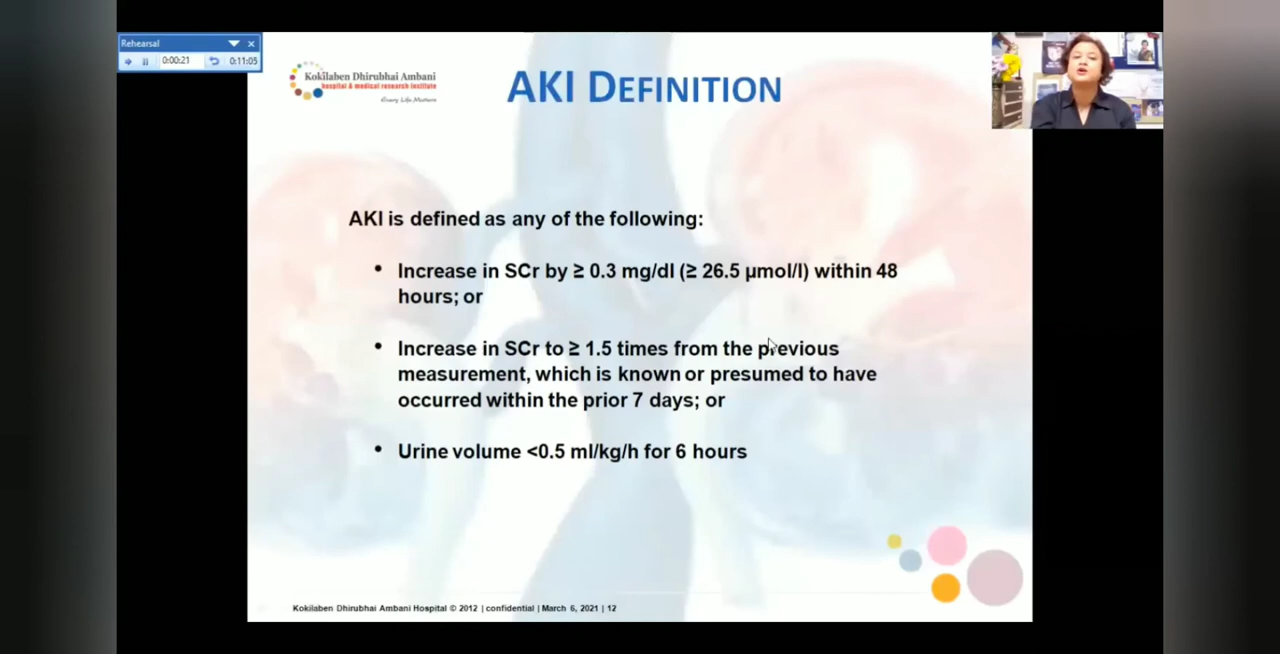 Rehearsal
0:00:21
0:11:05
Kokilaben Dhirubhai Ambani
hospital & medical research institute
Every Life Matters
AKI DEFINITION
AKI is defined as any of the following:
• Increase in SCr by ≥ 0.3 mg/dl (≥ 26.5 µmol/l) within 48
hours; or
• Increase in SCr to ≥ 1.5 times from the previous
measurement, which is known or presumed to have
occurred within the prior 7 days; or
• Urine volume <0.5 ml/kg/h for 6 hours
Kokilaben Dhirubhai Ambani Hospital © 2012 | confidential | March 6, 2021 | 12